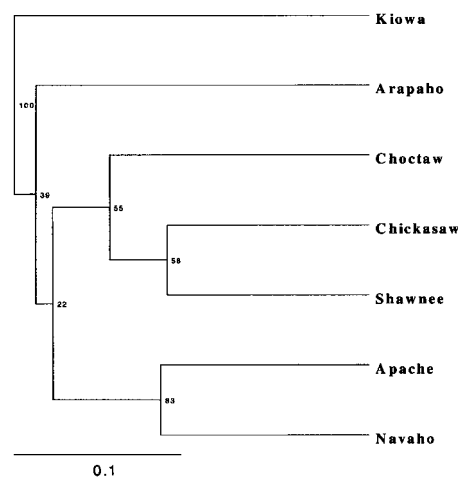 Kiowa
Arapaho
100
Choctaw
39
55
Chickasaw
58
Shawnee
22
Apache
83
Navaho
0.1